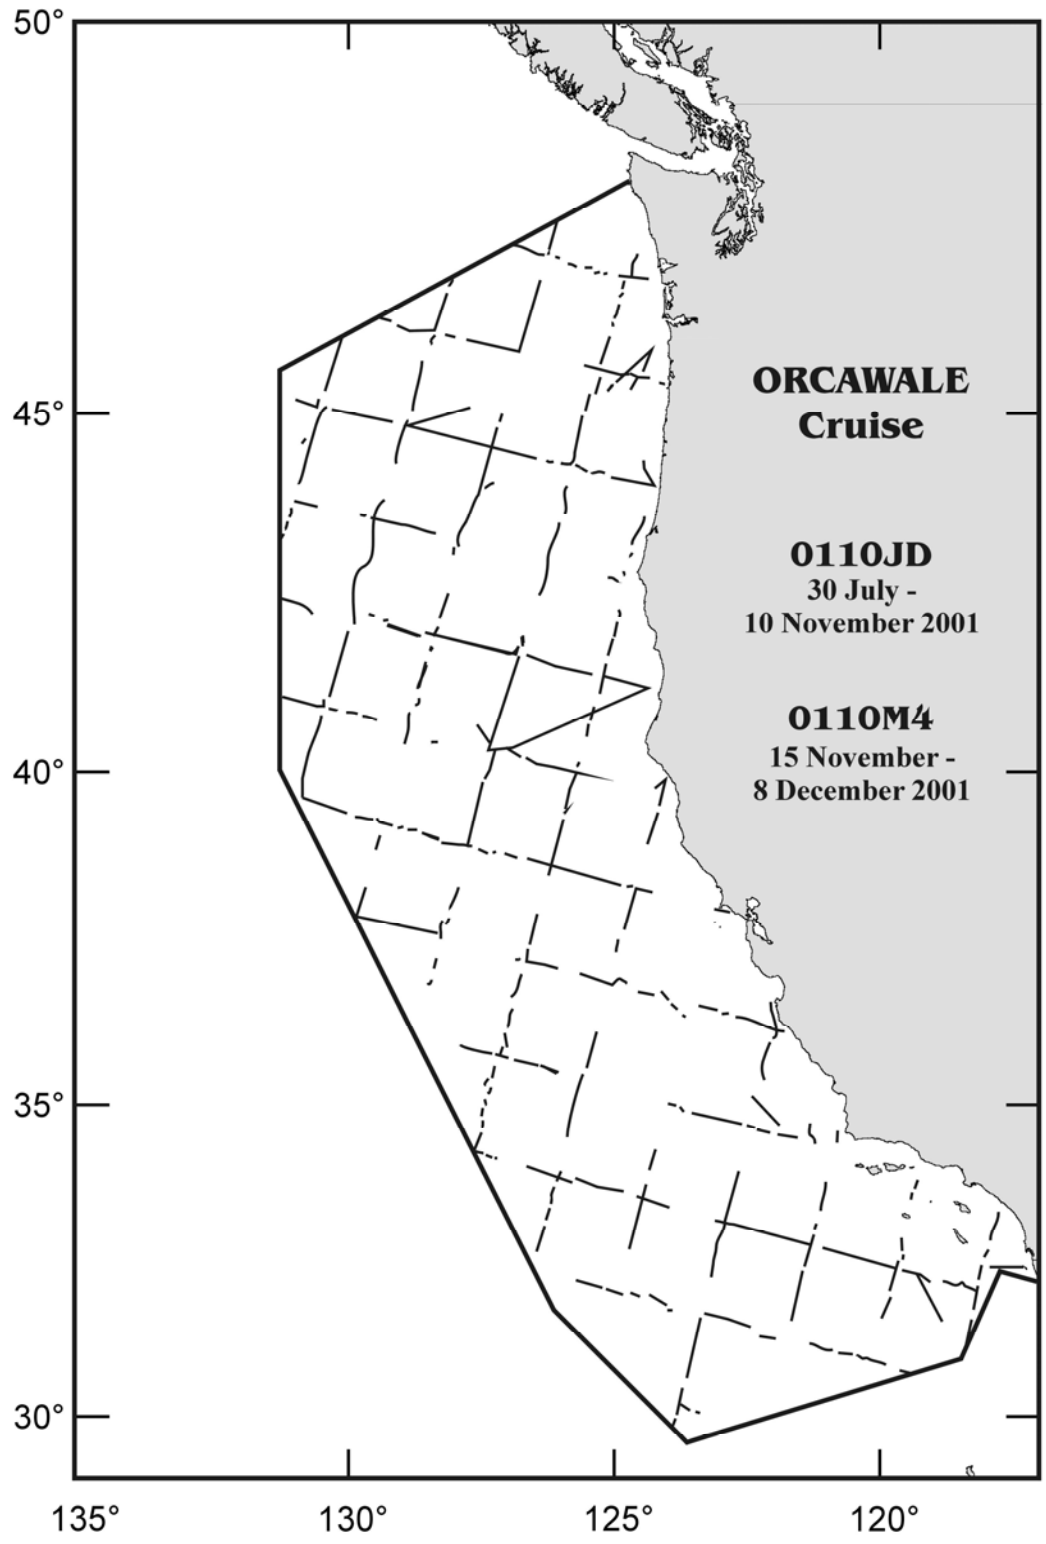 50°
45°
40°
35°
30°
ORCAWALE
Cruise
0110JD
30 July -
10 November 2001
0110M4
15 November -
8 December 2001
135°
130°
125°
120°